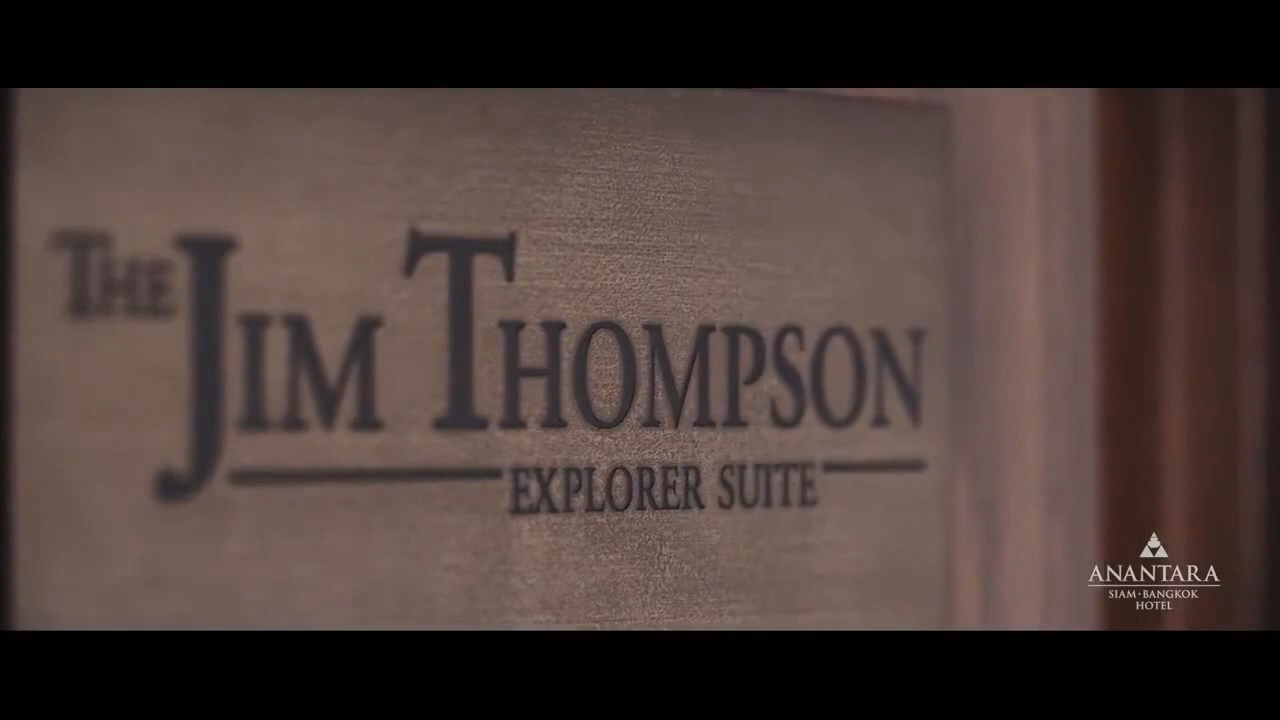 THE JIM THOMPSON
EXPLORER SUITE
ANANTARA
SIAM • BANGKOK
HOTEL